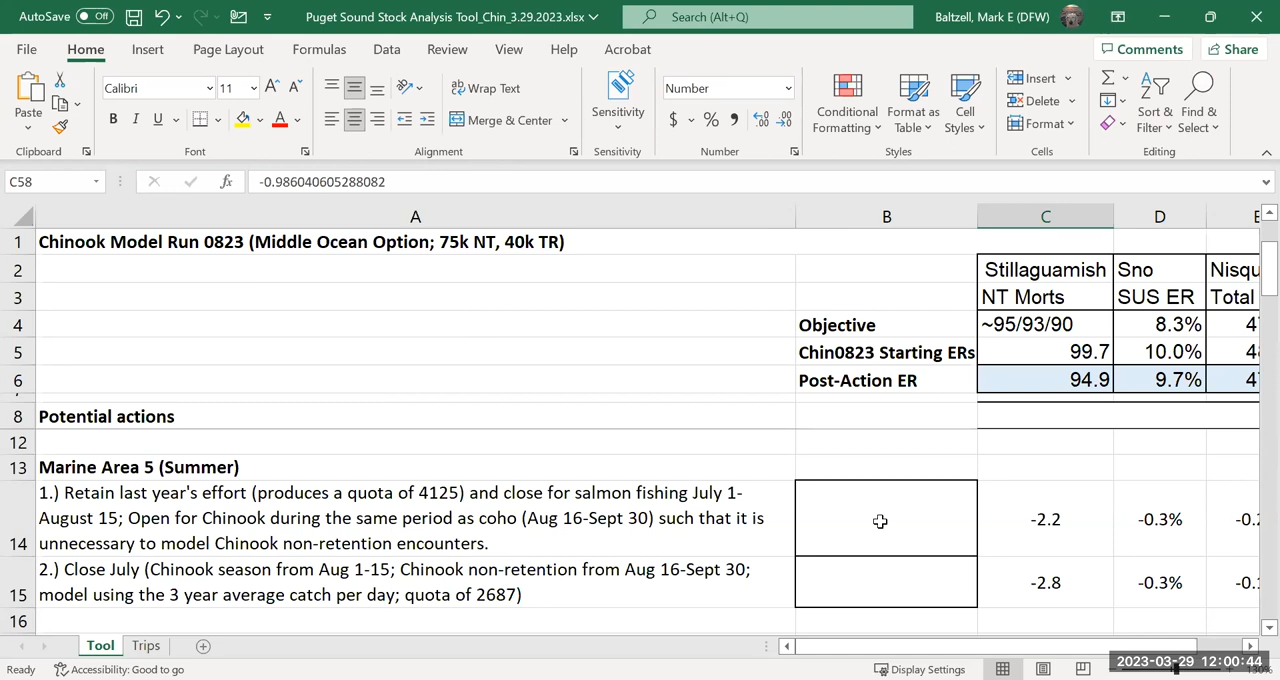 AutoSave Off Puget Sound Stock Analysis Tool_Chin_3.29.2023.xlsx Search (Alt+Q) Baltzell, Mark E (DFW)
File Home Insert Page Layout Formulas Data Review View Help Acrobat Comments Share
Paste Calibri 11 A A Wrap Text Sensitivity Number Conditional Formatting Format as Table Cell Styles Insert Sort & Filter Find & Select
B I U A Merge & Center $ % Delete
Format
Clipboard Font Alignment Sensitivity Number Styles Cells Editing
C58 fx -0.986040605288082
A B C D E
1 Chinook Model Run 0823 (Middle Ocean Option; 75k NT, 40k TR)
2 Stillaguamish Sno Nisqu
3 NT Morts SUS ER Total
4 Objective ~95/93/90 8.3% 4
5 Chin0823 Starting ERs 99.7 10.0% 4
6 Post-Action ER 94.9 9.7% 4
8 Potential actions
12
13 Marine Area 5 (Summer)
1.) Retain last year's effort (produces a quota of 4125) and close for salmon fishing July 1-
August 15; Open for Chinook during the same period as coho (Aug 16-Sept 30) such that it is -2.2 -0.3% -0.
14 unnecessary to model Chinook non-retention encounters.
2.) Close July (Chinook season from Aug 1-15; Chinook non-retention from Aug 16-Sept 30; -2.8 -0.3% -0.
15 model using the 3 year average catch per day; quota of 2687)
16
Tool Trips
Ready Accessibility: Good to go Display Settings 2023-03-29 12:00:44